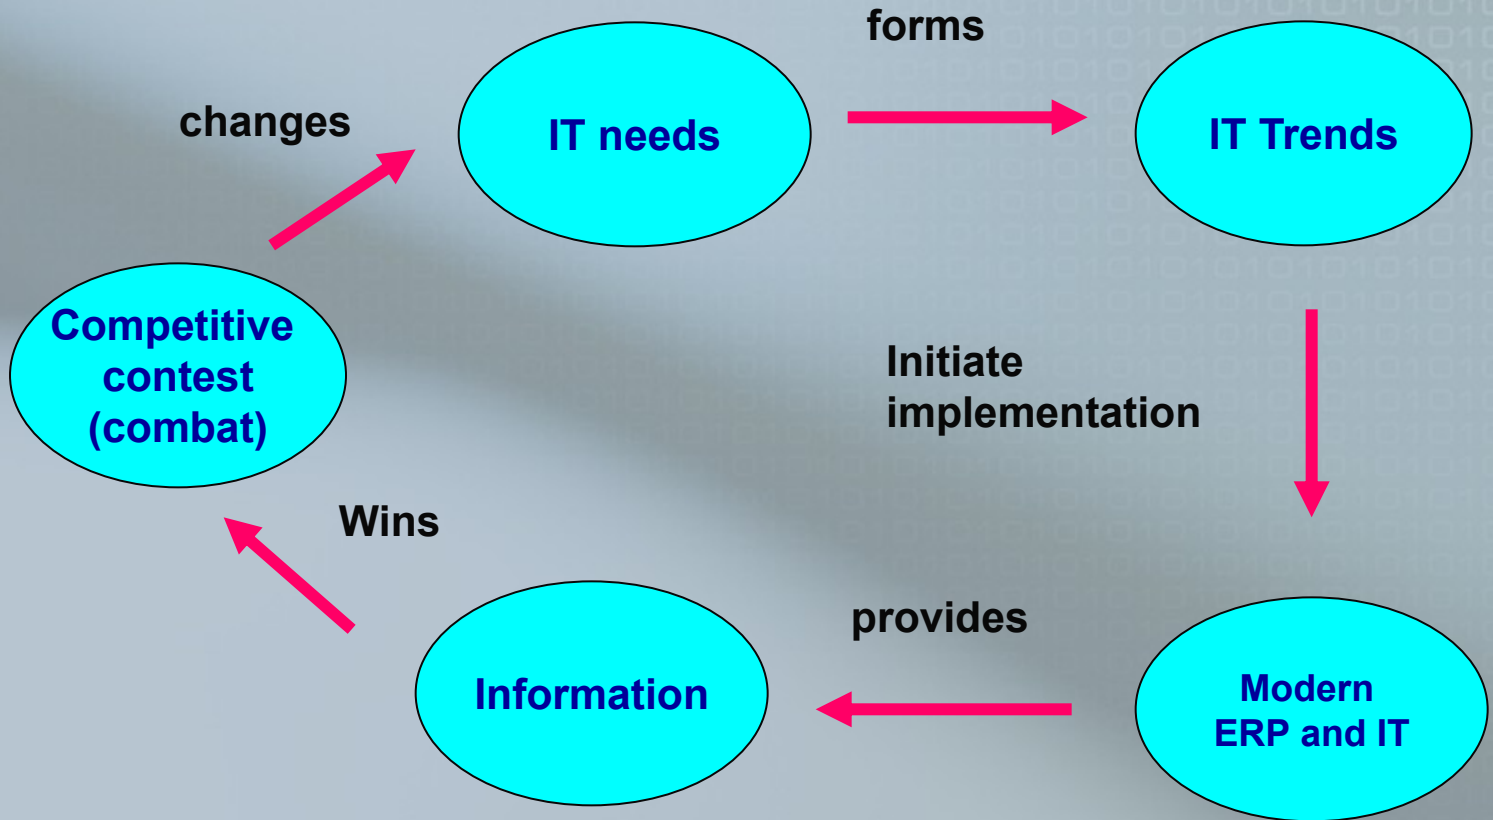 forms
changes
IT needs
IT Trends
Competitive
contest
(combat)
Initiate
implementation
Wins
provides
Information
Modern
ERP and IT